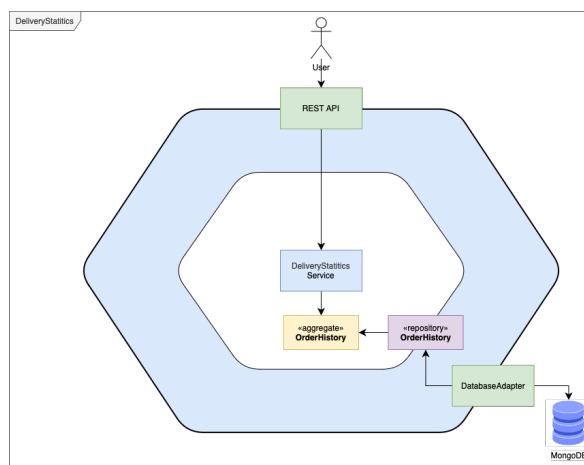 DeliveryStatitics
User
REST API
DeliveryStatitics
Service
«aggregate»
OrderHistory
«repository»
OrderHistory
DatabaseAdapter
MongoDB